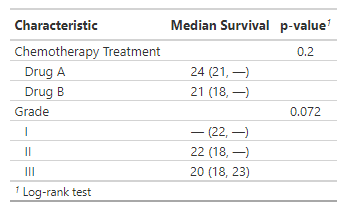 Characteristic Median Survival p-value1
Chemotherapy Treatment 0.2
Drug A 24 (21, —)
Drug B 21 (18, —)
Grade 0.072
I — (22, —)
II 22 (18, —)
III 20 (18, 23)
1 Log-rank test